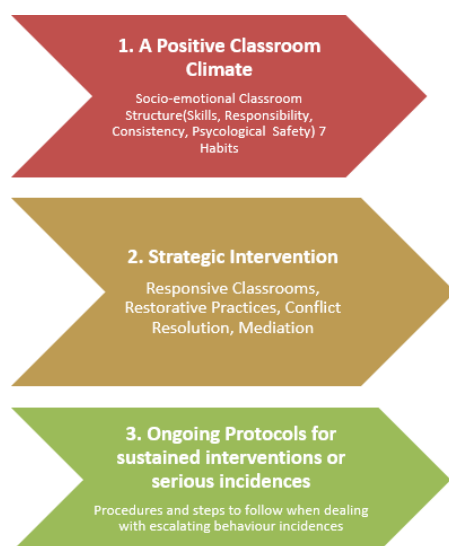 1. A Positive Classroom
Climate
Socio-emotional Classroom
Structure(Skills, Responsibility,
Consistency, Psycological Safety) 7
Habits
2. Strategic Intervention
Responsive Classrooms,
Restorative Practices, Conflict
Resolution, Mediation
3. Ongoing Protocols for
sustained interventions or
serious incidences
Procedures and steps to follow when dealing
with escalating behaviour incidences